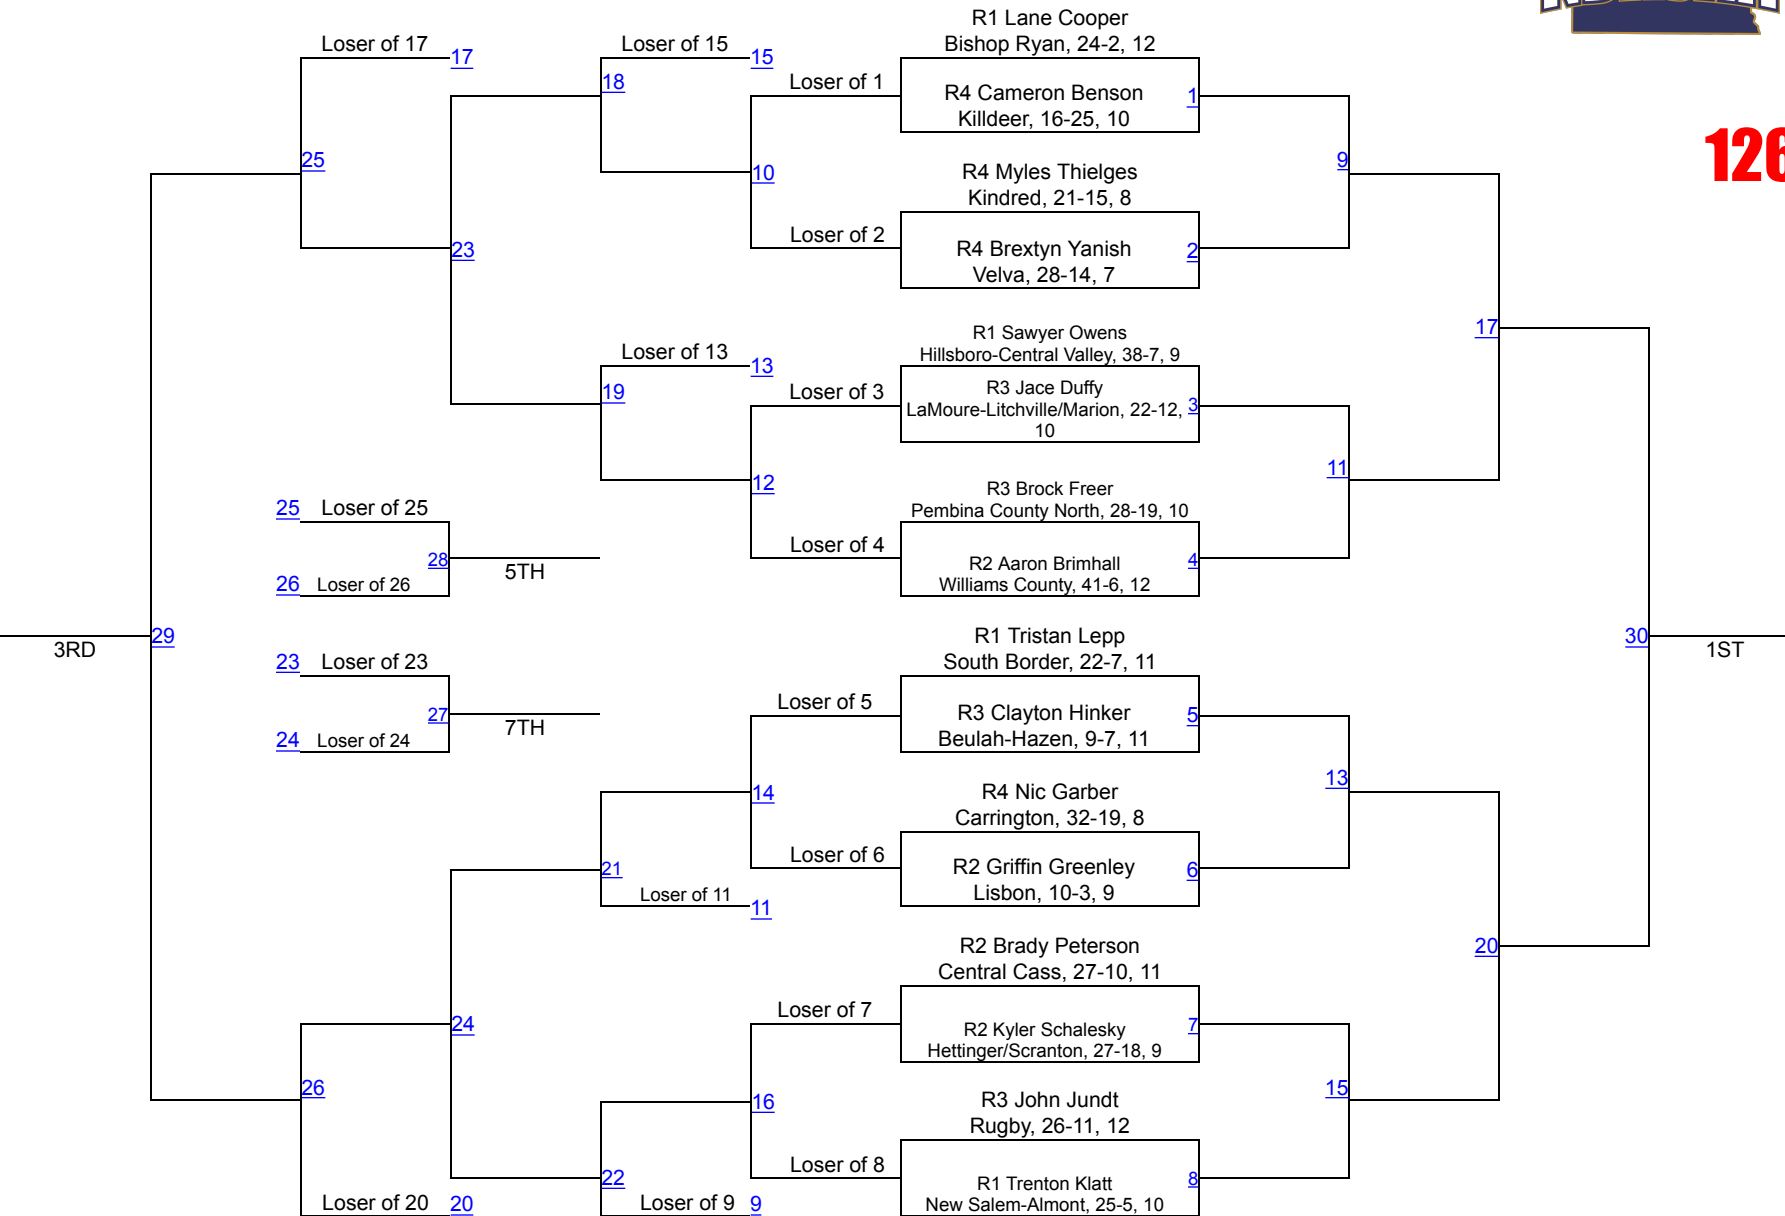 R1 Lane Cooper
Bishop Ryan, 24-2, 12
Loser of 17
17
Loser of 15
15
18
Loser of 1
R4 Cameron Benson
Killdeer, 16-25, 10
1
126
25
10
9
R4 Myles Thielges
Kindred, 21-15, 8
Loser of 2
23
R4 Brextyn Yanish
Velva, 28-14, 7
2
17
R1 Sawyer Owens
Hillsboro-Central Valley, 38-7, 9
Loser of 13
13
19
Loser of 3
R3 Jace Duffy
LaMoure-Litchville/Marion, 22-12,
10
3
11
12
R3 Brock Freer
Pembina County North, 28-19, 10
25
Loser of 25
28
5TH
26
Loser of 26
Loser of 4
R2 Aaron Brimhall
Williams County, 41-6, 12
4
29
3RD
R1 Tristan Lepp
South Border, 22-7, 11
30
1ST
23
Loser of 23
27
7TH
24
Loser of 24
Loser of 5
R3 Clayton Hinker
Beulah-Hazen, 9-7, 11
5
13
14
R4 Nic Garber
Carrington, 32-19, 8
Loser of 6
21
R2 Griffin Greenley
Lisbon, 10-3, 9
6
Loser of 11
11
20
R2 Brady Peterson
Central Cass, 27-10, 11
Loser of 7
24
R2 Kyler Schalesky
Hettinger/Scranton, 27-18, 9
7
26
16
15
R3 John Jundt
Rugby, 26-11, 12
Loser of 8
22
R1 Trenton Klatt
New Salem-Almont, 25-5, 10
8
Loser of 20
20
Loser of 9
9